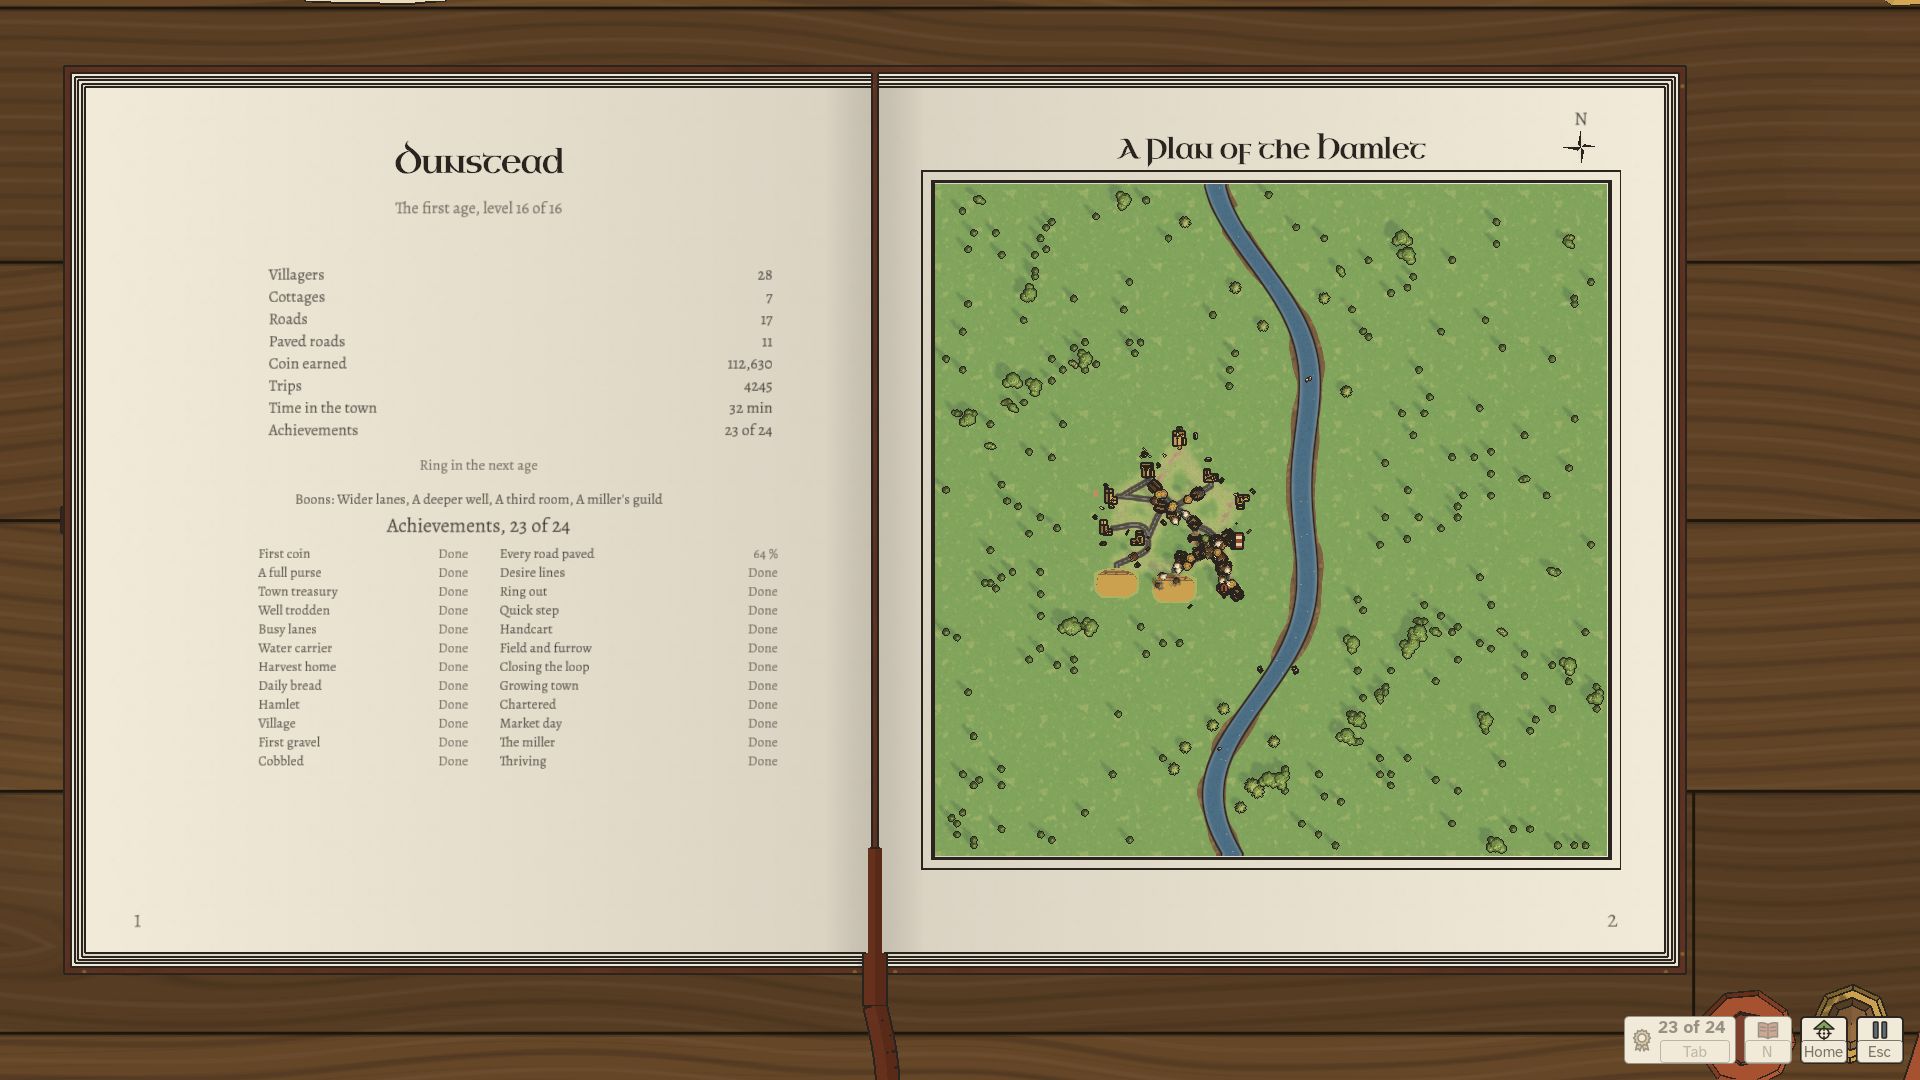 Dunstead
The first age, level 16 of 16
Villagers 28
Cottages 7
Roads 17
Paved roads 11
Coin earned 112,630
Trips 4245
Time in the town 32 min
Achievements 23 of 24
Ring in the next age
Boons: Wider lanes, A deeper well, A third room, A miller's guild
Achievements, 23 of 24
First coin Done Every road paved 64 %
A full purse Done Desire lines Done
Town treasury Done Ring out Done
Well trodden Done Quick step Done
Busy lanes Done Handcart Done
Water carrier Done Field and furrow Done
Harvest home Done Closing the loop Done
Daily bread Done Growing town Done
Hamlet Done Chartered Done
Village Done Market day Done
First gravel Done The miller Done
Cobbled Done Thriving Done
1
A Plan of the Hamlet
N
2
23 of 24
Tab
N
Home
Esc